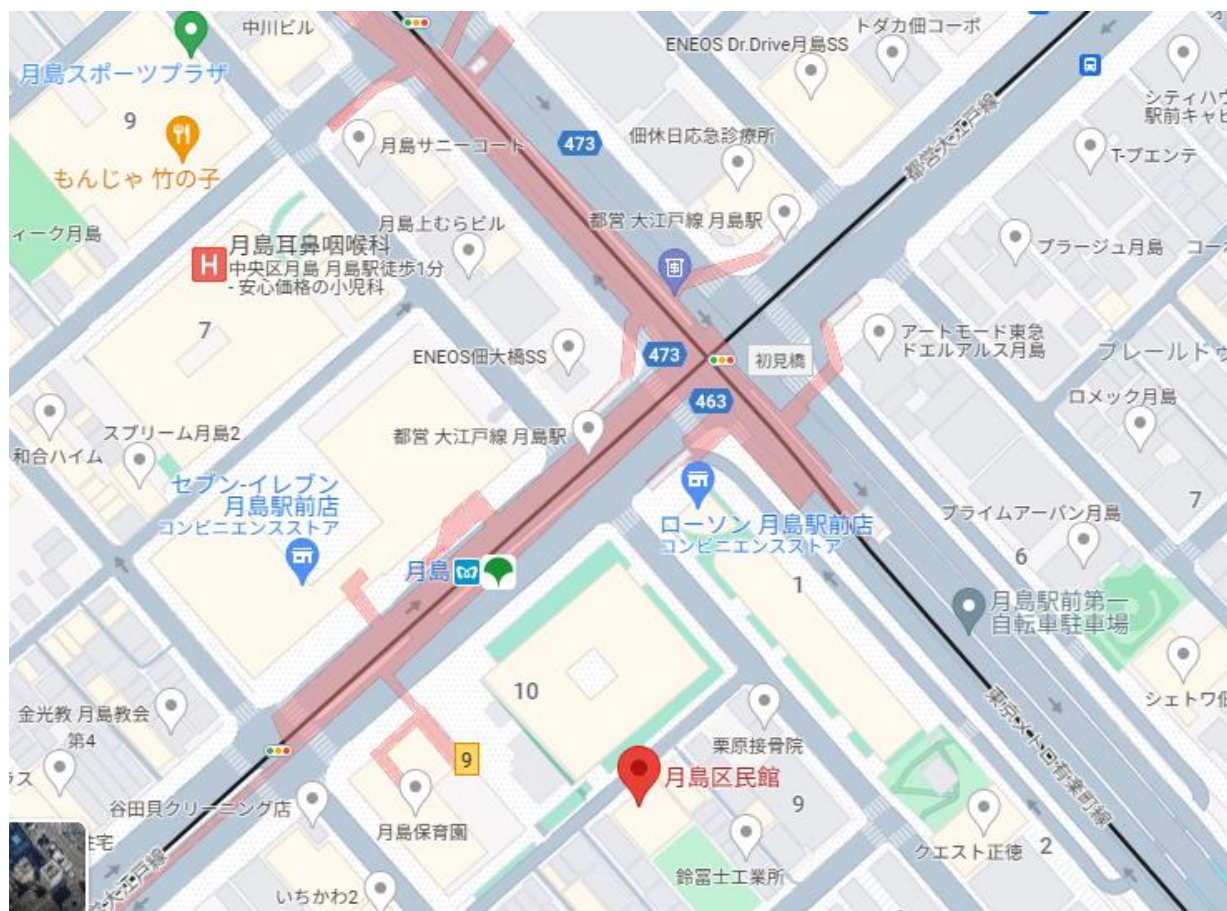 中川ビル
トダカ佃コーポ
ENEOS Dr.Drive月島SS
月島スポーツプラザ
9
473
シティハウ
駅前キャビ
月島サニーコート
佃休日応急診療所
都営大江戸線
T-ブエンテ
もんじゃ 竹の子
ィーク月島
月島上むらビル
都営 大江戸線 月島駅
ブラージュ月島
コー
H
月島耳鼻咽喉科
中央区月島 月島駅徒歩1分
- 安心価格の小児科
7
ENEOS佃大橋SS
473
初見橋
アートモード東急
ドエルアルス月島
ブレールドゥ
463
ロメック月島
スプリーム月島2
都営 大江戸線 月島駅
和合ハイム
セブン-イレブン
月島駅前店
コンビニエンスストア
ローソン 月島駅前店
コンビニエンスストア
プライムアーバン月島
7
6
月島
1
月島駅前第一
自転車駐車場
10
金光教 月島教会
第4
シェトワ佃
東京メトロ有楽町線
栗原接骨院
9
ラス
月島区民館
谷田貝クリーニング店
9
月島保育園
住宅
クエスト正徳
2
鈴富士工業所
大江戸線
いちかわ2